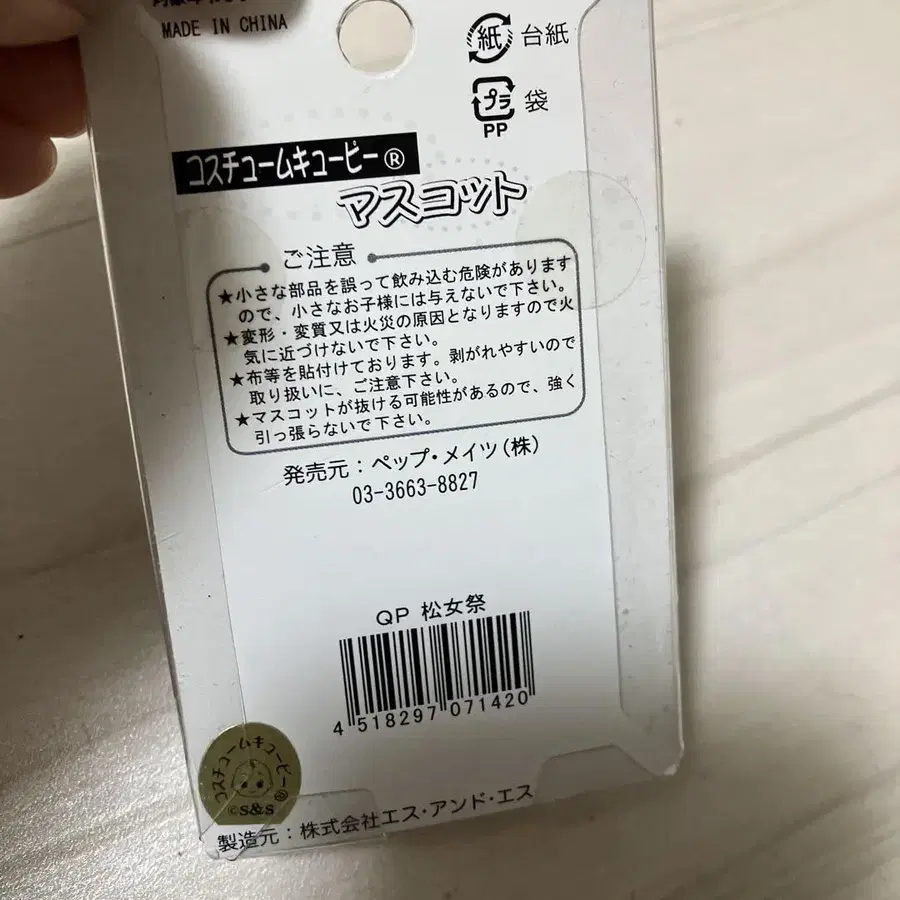 MADE IN CHINA
紙 台紙
プラ 袋
PP
コスチュームキューピー®
マスコット
ご注意
★小さな部品を誤って飲み込む危険があります
ので、小さなお子様には与えないで下さい。
★変形・変質又は火災の原因となりますので火
気に近づけないで下さい。
★布等を貼付けております。剥がれやすいので
取り扱いに、ご注意下さい。
★マスコットが抜ける可能性があるので、強く
引っ張らないで下さい。
発売元：ペップ・メイツ(株)
03-3663-8827
QP 松女祭
4 518297 071420
コスチュームキューピー®
©S&S
製造元：株式会社エス・アンド・エス